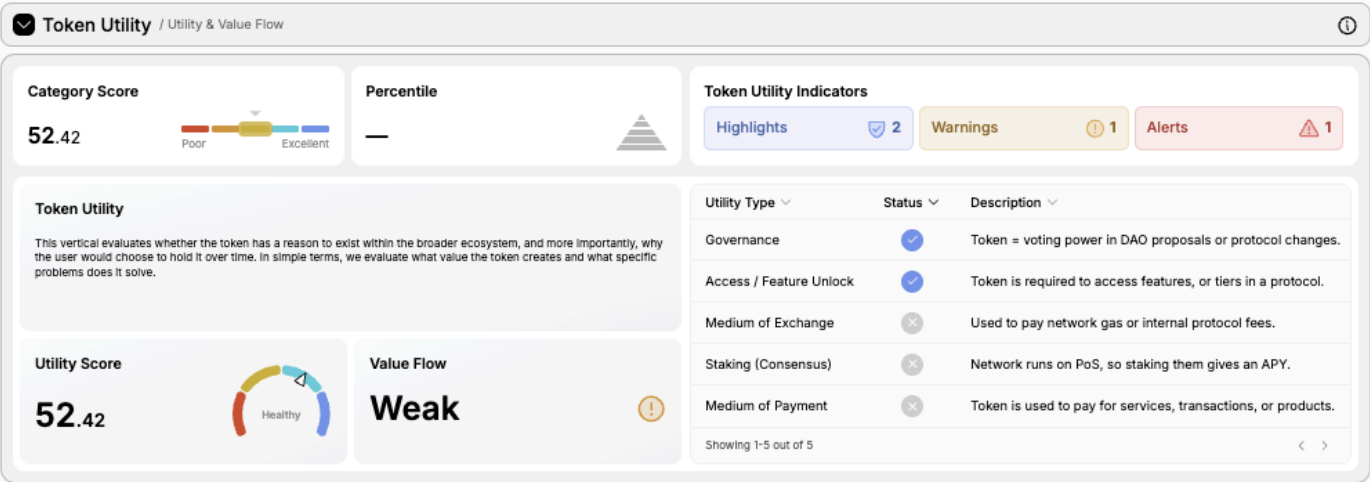 Token Utility / Utility & Value Flow
Category Score
52.42
Poor
Excellent
Percentile
—
Token Utility Indicators
Highlights 2
Warnings 1
Alerts 1
Token Utility
This vertical evaluates whether the token has a reason to exist within the broader ecosystem, and more importantly, why
the user would choose to hold it over time. In simple terms, we evaluate what value the token creates and what specific
problems does it solve.
Utility Score
52.42
Healthy
Value Flow
Weak
Utility Type Status Description
Governance Token = voting power in DAO proposals or protocol changes.
Access / Feature Unlock Token is required to access features, or tiers in a protocol.
Medium of Exchange Used to pay network gas or internal protocol fees.
Staking (Consensus) Network runs on PoS, so staking them gives an APY.
Medium of Payment Token is used to pay for services, transactions, or products.
Showing 1-5 out of 5